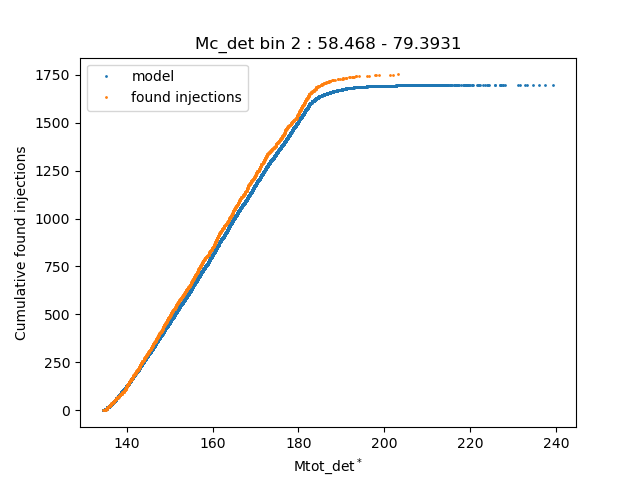 Mc_det bin 2 : 58.468 - 79.3931
model
found injections
Cumulative found injections
1750
1500
1250
1000
750
500
250
0
140 160 180 200 220 240
Mtot_det*